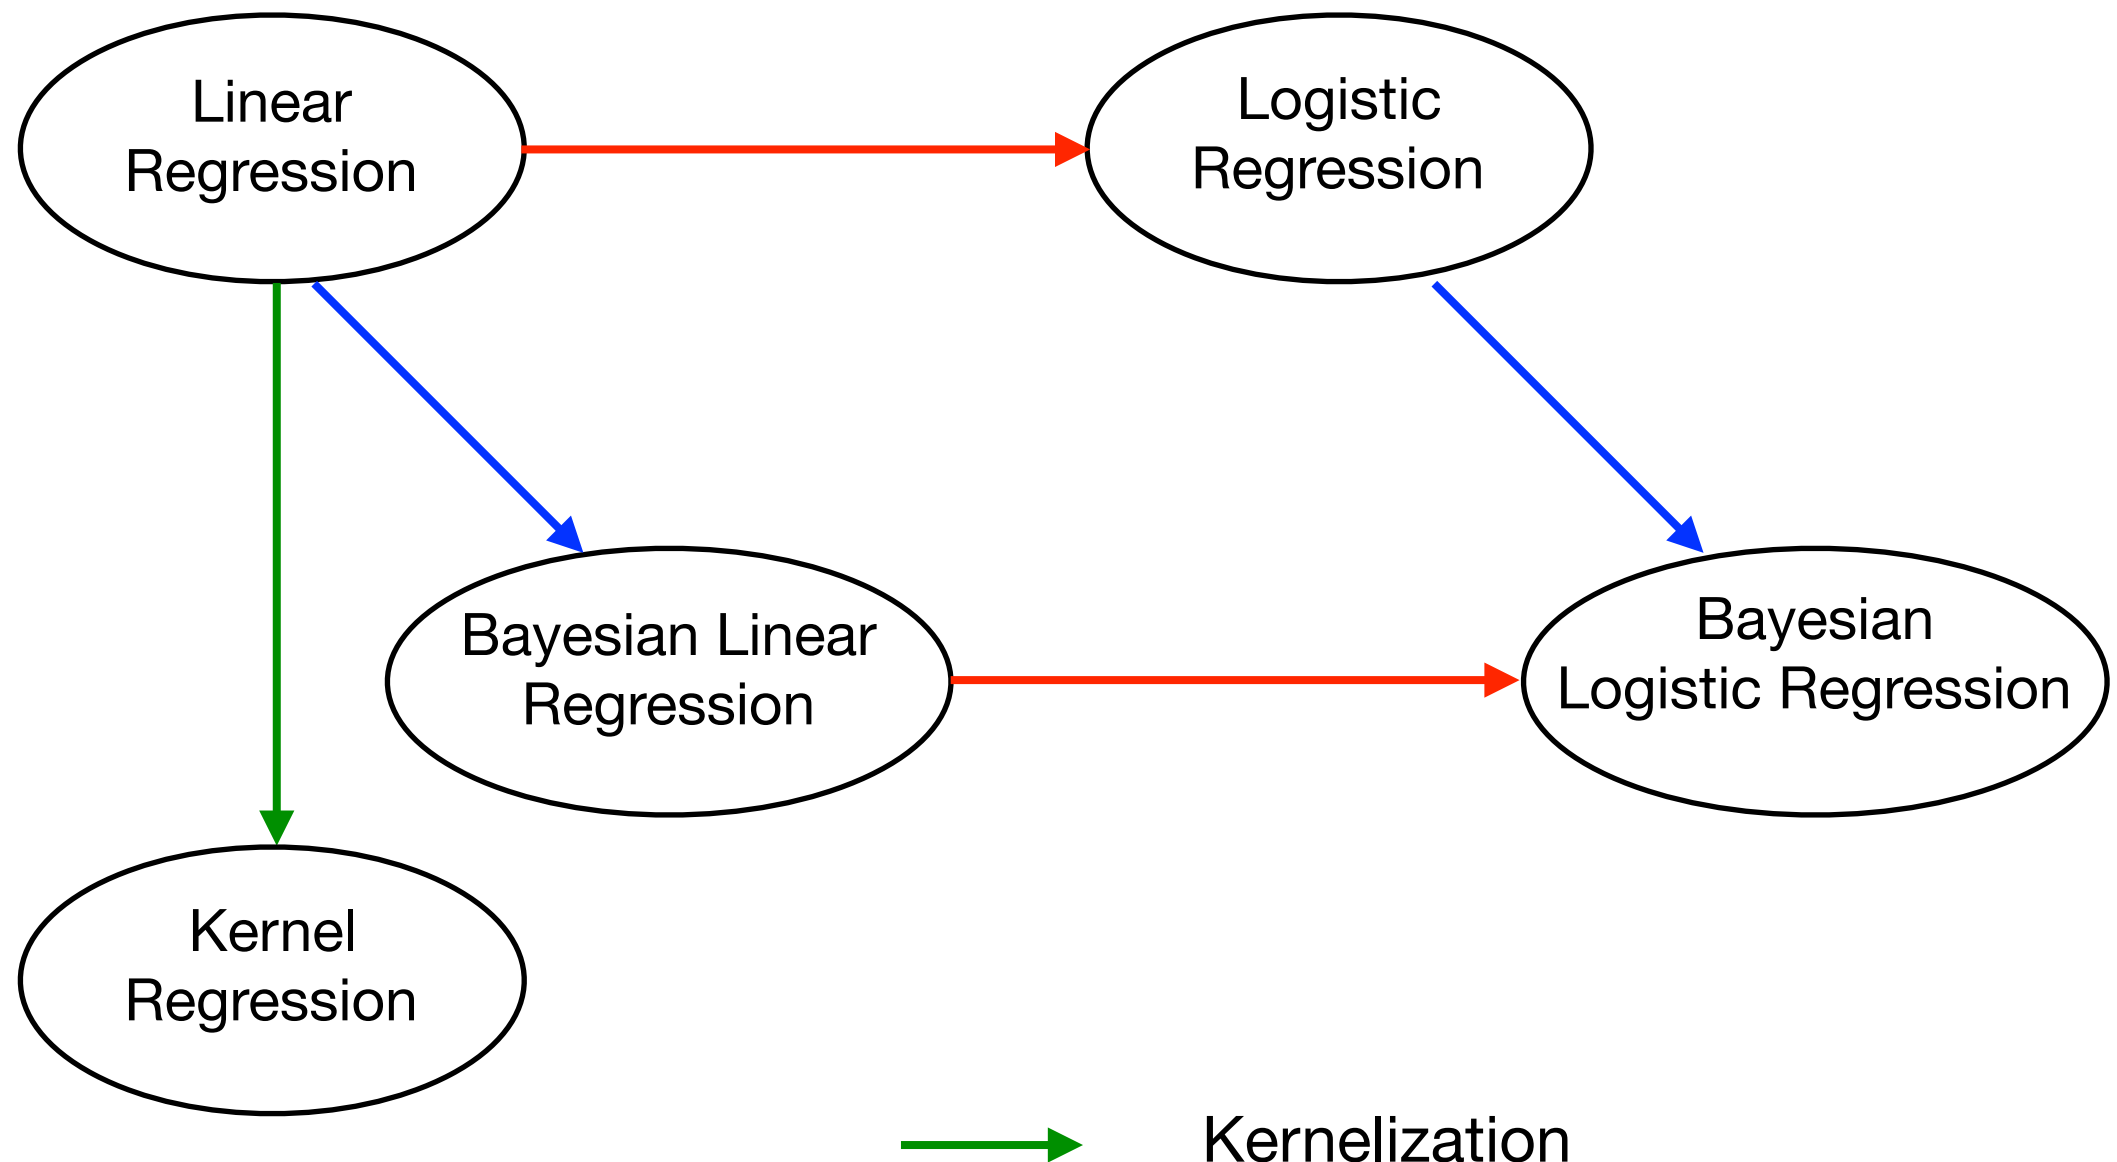 Linear
Regression
Logistic
Regression
Bayesian Linear
Regression
Bayesian
Logistic Regression
Kernel
Regression
Kernelization